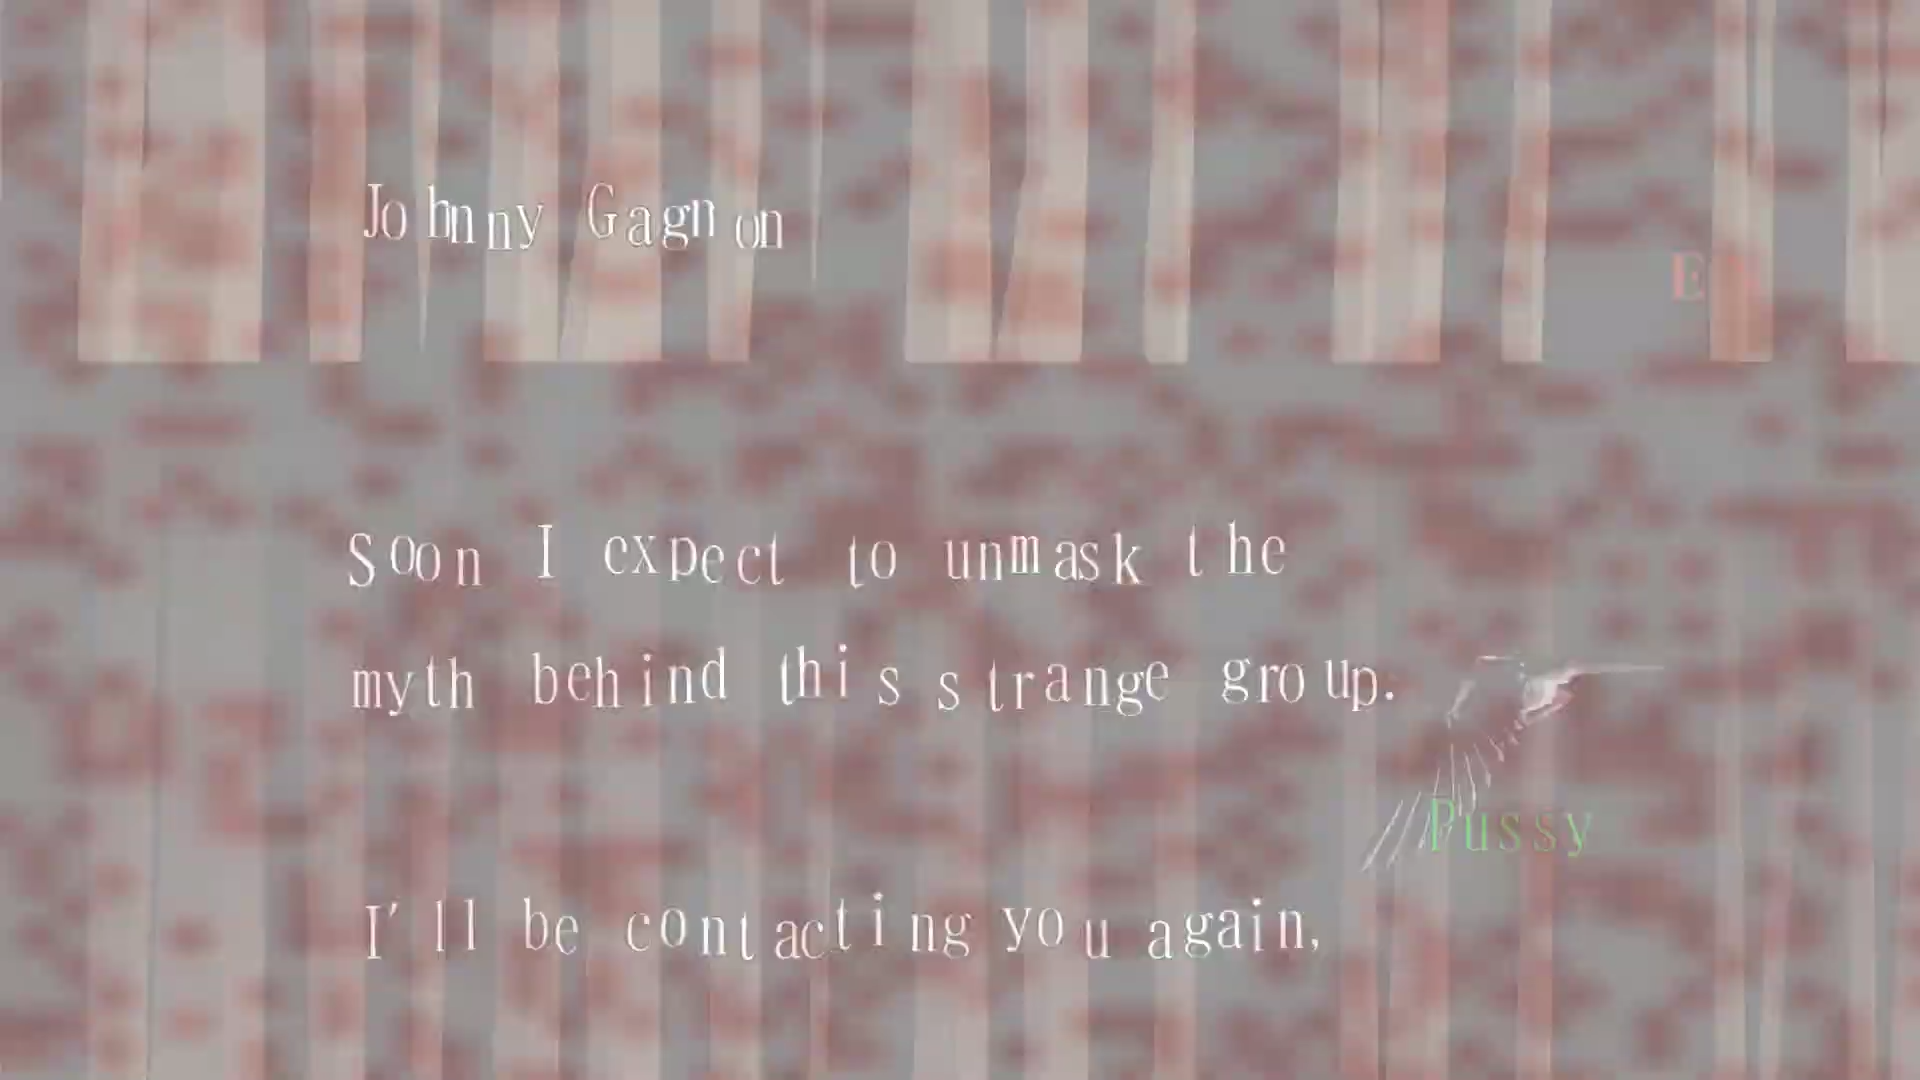 Johnny Gagnon
Soon I expect to unmask the
myth behind this strange group.
Pussy
I'll be contacting you again,